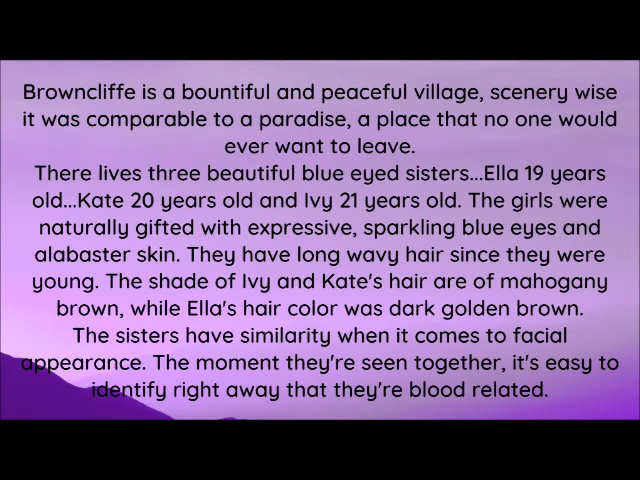 Browncliffe is a bountiful and peaceful village, scenery wise
it was comparable to a paradise, a place that no one would
ever want to leave.
There lives three beautiful blue eyed sisters...Ella 19 years
old...Kate 20 years old and Ivy 21 years old. The girls were
naturally gifted with expressive, sparkling blue eyes and
alabaster skin. They have long wavy hair since they were
young. The shade of Ivy and Kate's hair are of mahogany
brown, while Ella's hair color was dark golden brown.
The sisters have similarity when it comes to facial
appearance. The moment they're seen together, it's easy to
identify right away that they're blood related.